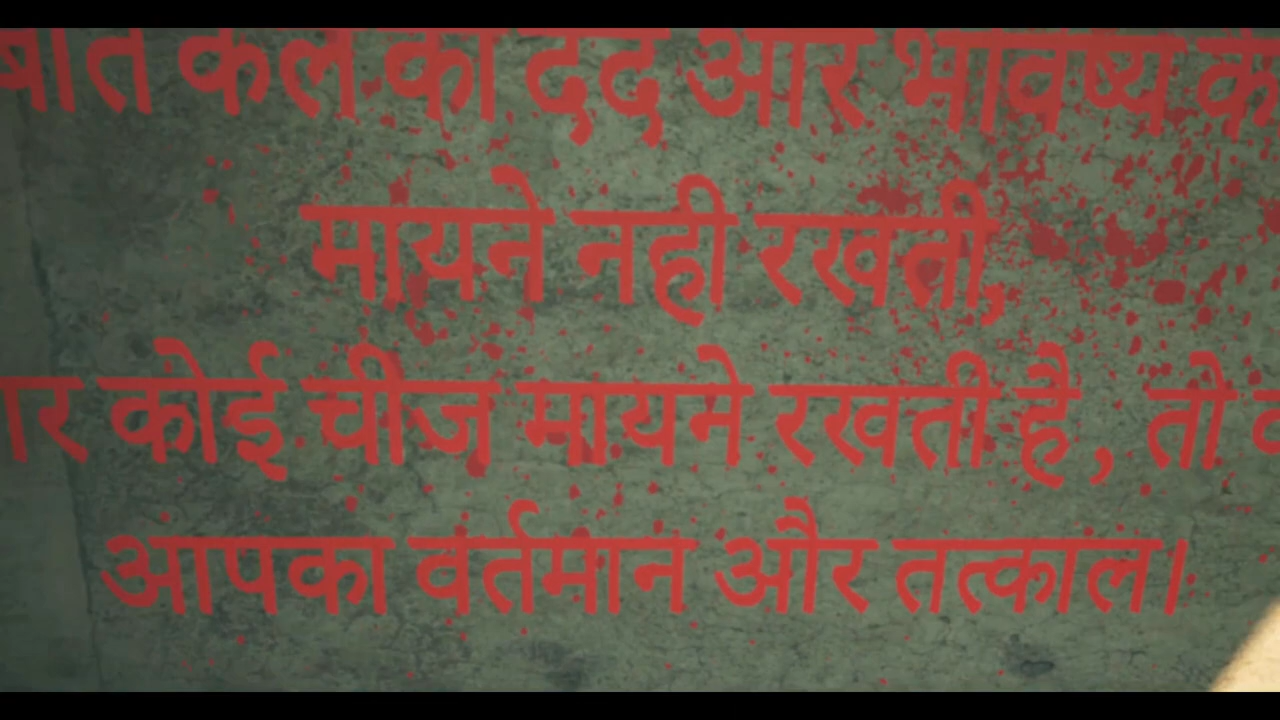 कल का दर्द और भविष्य
मायने नही रखती,
कोई चीज मायने रखती है, तो
आपका वर्तमान और तत्काल।